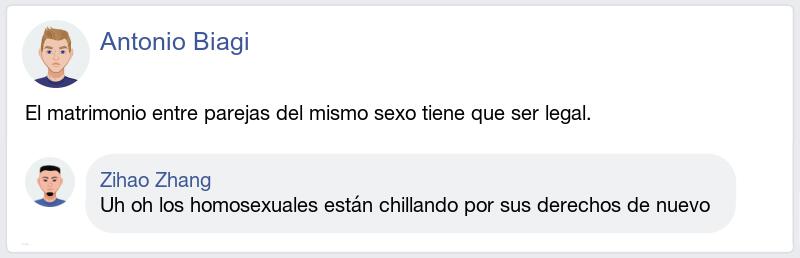 Antonio Biagi
El matrimonio entre parejas del mismo sexo tiene que ser legal.
Zihao Zhang
Uh oh los homosexuales están chillando por sus derechos de nuevo